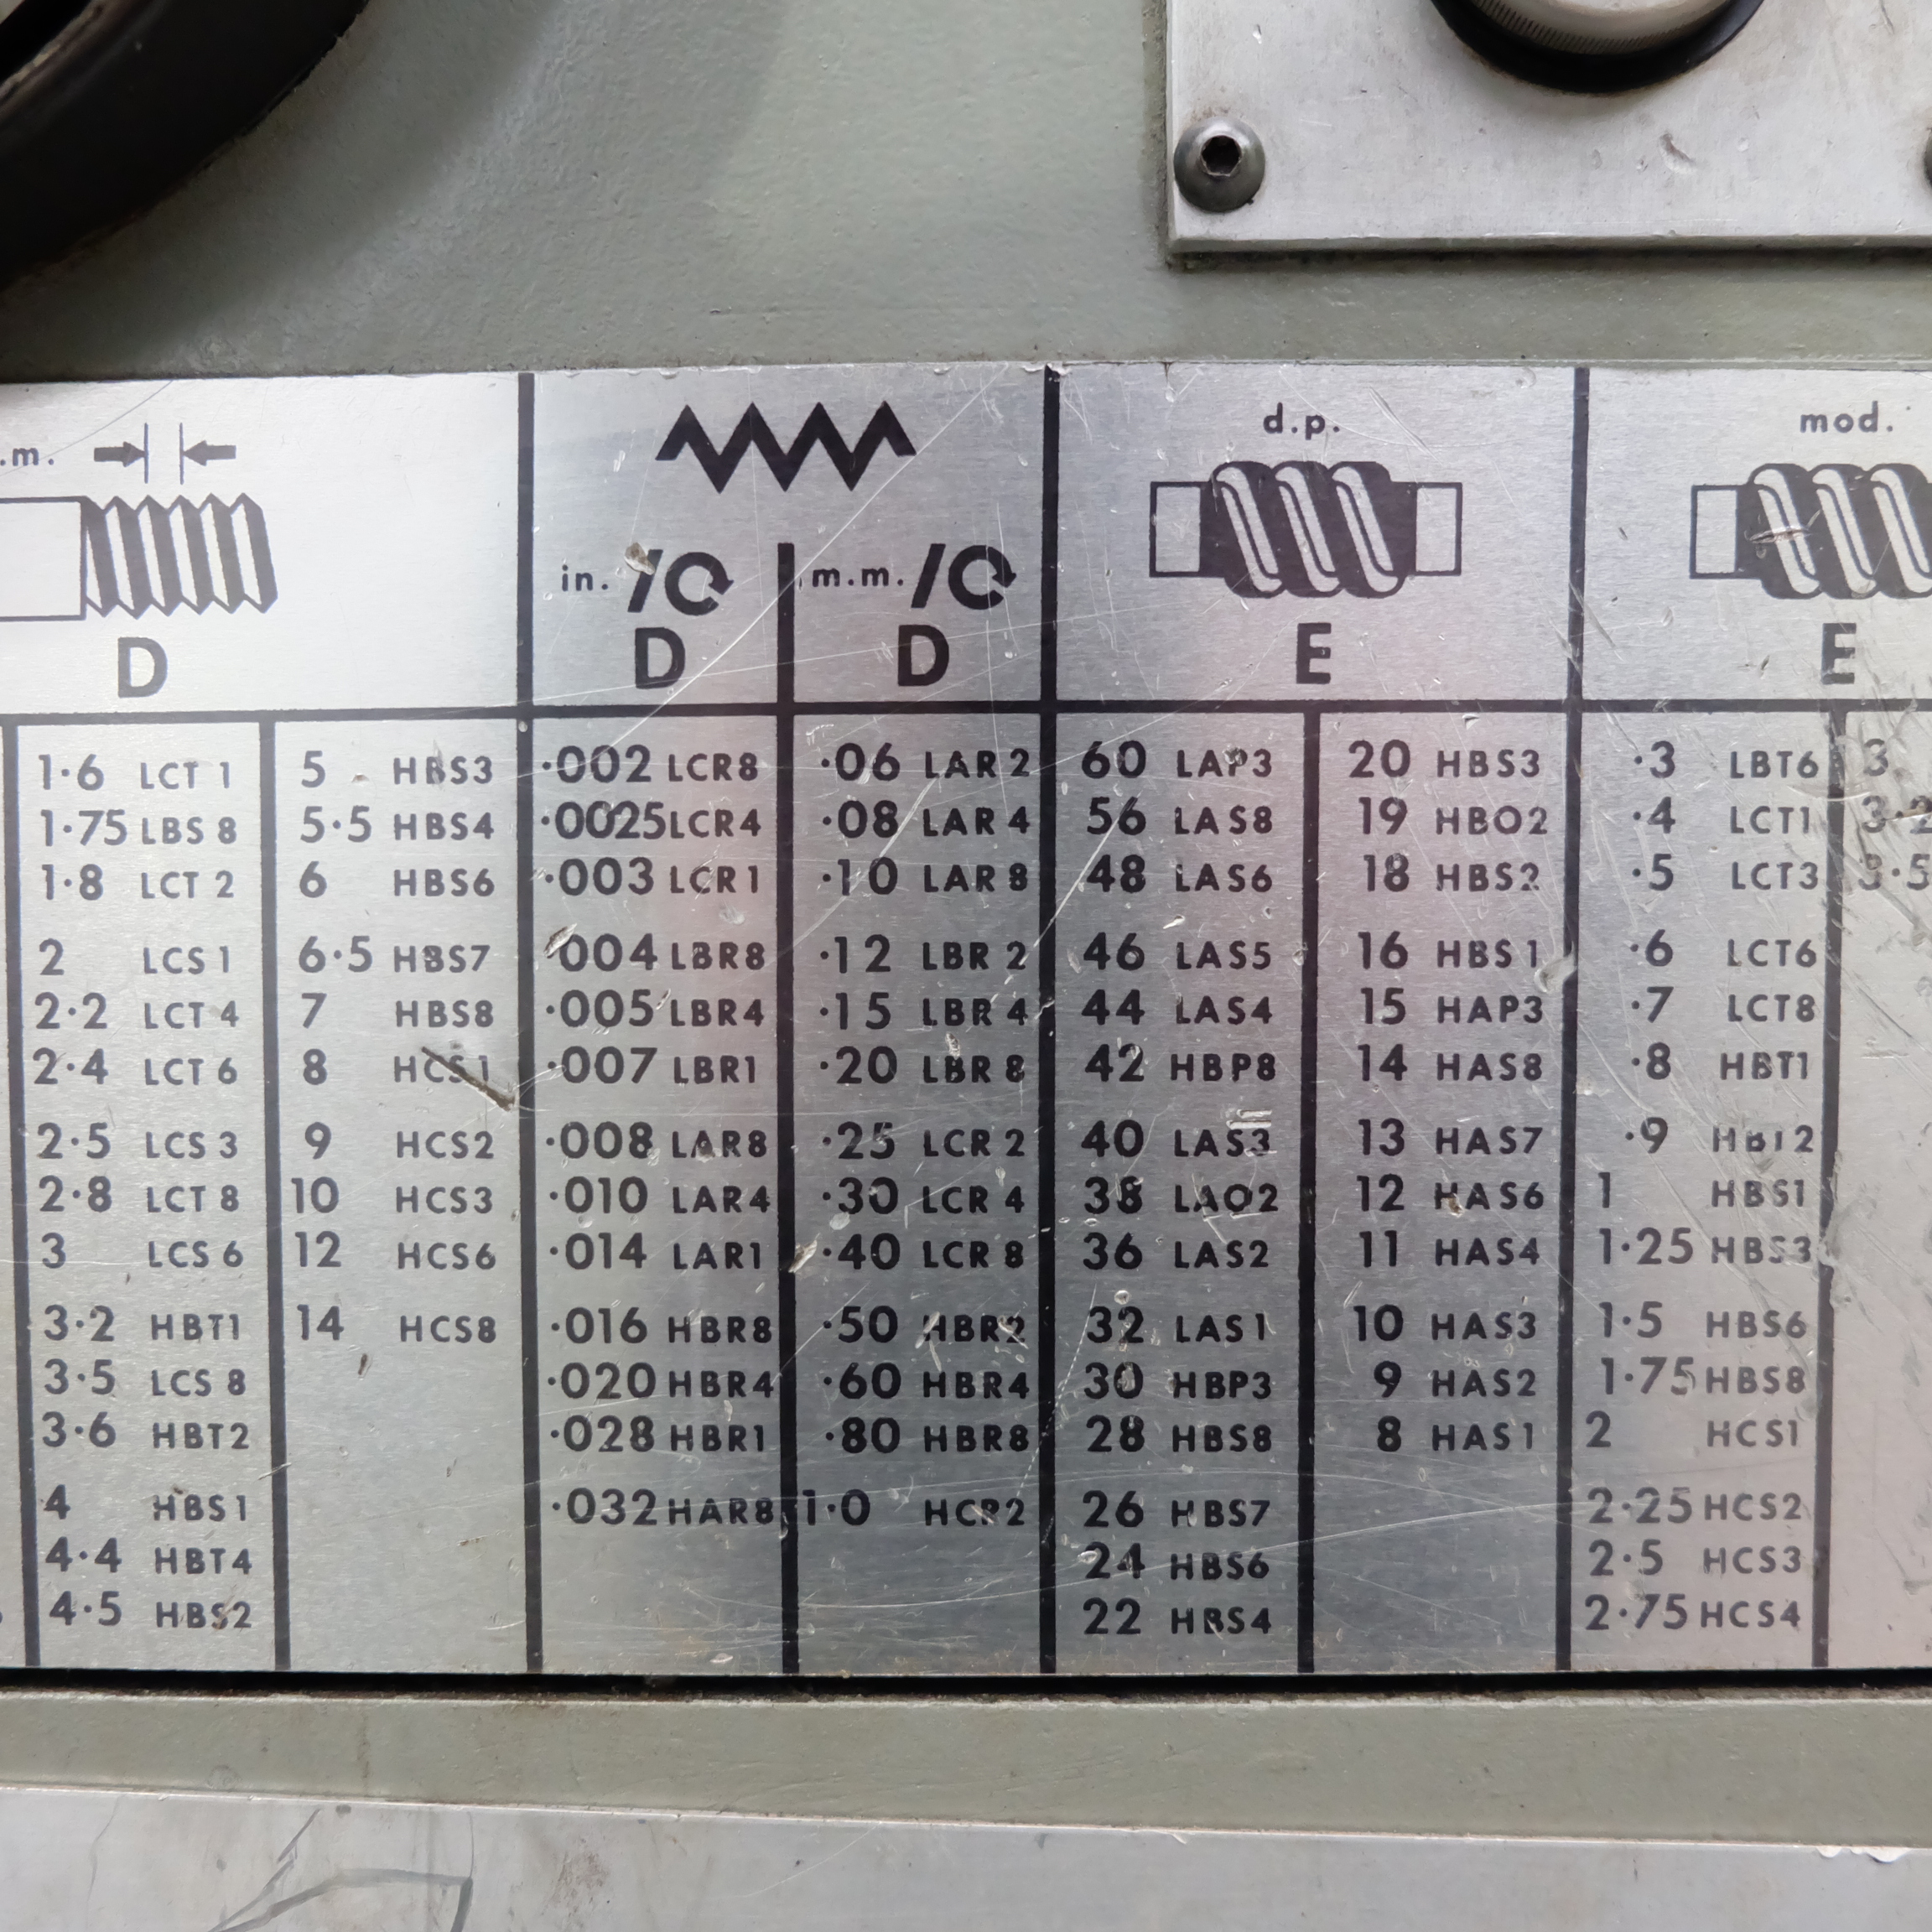 .m.
D
1·6 LCT 1
1·75 LBS 8
1·8 LCT 2
2 LCS 1
2·2 LCT 4
2·4 LCT 6
2·5 LCS 3
2·8 LCT 8
3 LCS 6
3·2 HBT1
3·5 LCS 8
3·6 HBT2
4 HBS1
4·4 HBT4
4·5 HBS2
5 HBS3
5·5 HBS4
6 HBS6
6·5 HBS7
7 HBS8
8 HCS1
9 HCS2
10 HCS3
12 HCS6
14 HCS8
in. /
D
·002 LCR8
·0025 LCR4
·003 LCR1
·004 LBR8
·005 LBR4
·007 LBR1
·008 LAR8
·010 LAR4
·014 LAR1
·016 HBR8
·020 HBR4
·028 HBR1
·032 HAR8
m.m. /
D
·06 LAR 2
·08 LAR 4
·10 LAR 8
·12 LBR 2
·15 LBR 4
·20 LBR 8
·25 LCR 2
·30 LCR 4
·40 LCR 8
·50 HBR2
·60 HBR4
·80 HBR8
1·0 HCR2
d.p.
E
60 LAP3
56 LAS8
48 LAS6
46 LAS5
44 LAS4
42 HBP8
40 LAS3
38 LAO2
36 LAS2
32 LAS1
30 HBP3
28 HBS8
26 HBS7
24 HBS6
22 HBS4
20 HBS3
19 HBO2
18 HBS2
16 HBS1
15 HAP3
14 HAS8
13 HAS7
12 HAS6
11 HAS4
10 HAS3
9 HAS2
8 HAS1
mod.
E
·3 LBT6
·4 LCT1
·5 LCT3
·6 LCT6
·7 LCT8
·8 HBT1
·9 HBT2
1 HBS1
1·25 HBS3
1·5 HBS6
1·75 HBS8
2 HCS1
2·25 HCS2
2·5 HCS3
2·75 HCS4
3
3·2
3·5